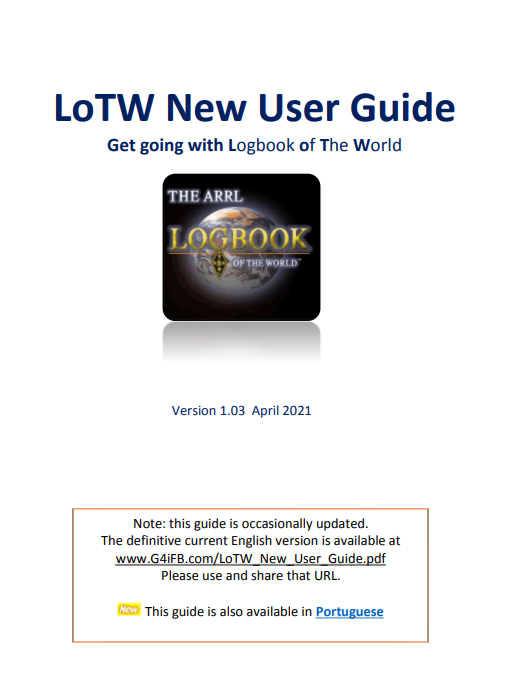 LoTW New User Guide
Get going with Logbook of The World
THE ARRL
LOGBOOK
OF THE WORLD™
Version 1.03 April 2021
Note: this guide is occasionally updated.
The definitive current English version is available at
www.G4iFB.com/LoTW_New_User_Guide.pdf
Please use and share that URL.
New This guide is also available in Portuguese